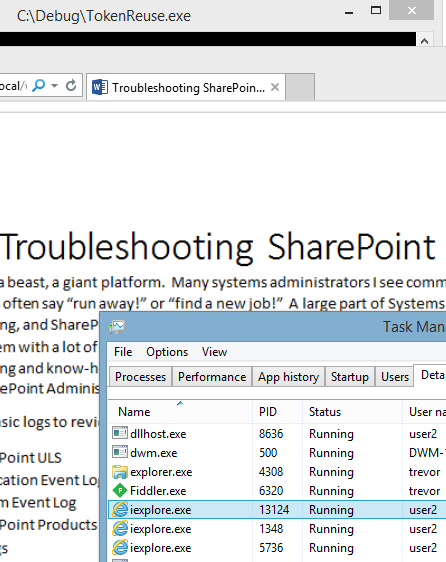 C:\Debug\TokenReuse.exe
ocal/
Troubleshooting SharePoin...
Troubleshooting SharePoint
a beast, a giant platform. Many systems administrators I see comm
s often say “run away!” or “find a new job!” A large part of Systems
ng, and ShareP
em with a lot of
ng and know-h
ePoint Adminis
asic logs to revie
Point ULS
cation Event Log
m Event Log
Point Products
gs
Task Man
File Options View
Processes Performance App history Startup Users Deta
Name PID Status User na
dllhost.exe 8636 Running user2
dwm.exe 500 Running DWM-1
explorer.exe 4308 Running trevor
Fiddler.exe 6320 Running trevor
iexplore.exe 13124 Running user2
iexplore.exe 1348 Running user2
iexplore.exe 5736 Running user2